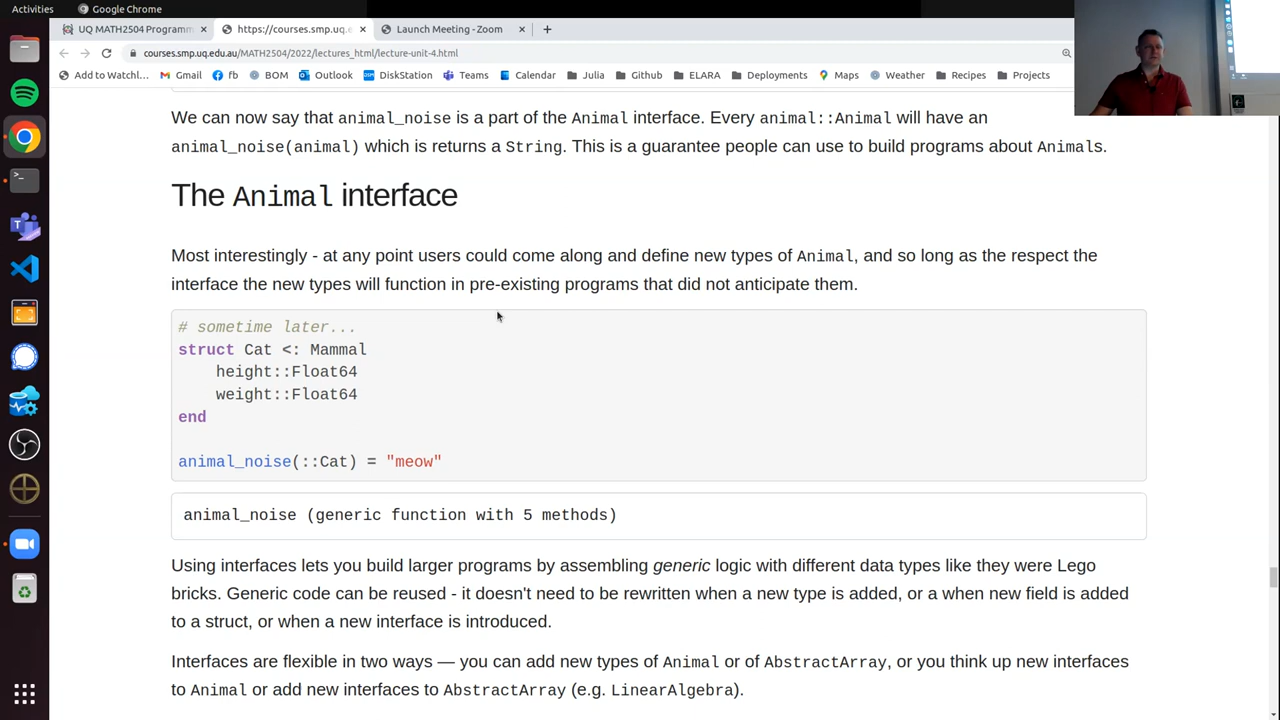 Activities
Google Chrome
UQ MATH2504 Programm
https://courses.smp.uq.e
Launch Meeting - Zoom
courses.smp.uq.edu.au/MATH2504/2022/lectures_html/lecture-unit-4.html
Add to Watchl... Gmail fb BOM Outlook DiskStation Teams Calendar Julia Github ELARA Deployments Maps Weather Recipes Projects
We can now say that animal_noise is a part of the Animal interface. Every animal::Animal will have an
animal_noise(animal) which is returns a String. This is a guarantee people can use to build programs about Animals.
The Animal interface
Most interestingly - at any point users could come along and define new types of Animal, and so long as the respect the
interface the new types will function in pre-existing programs that did not anticipate them.
# sometime later...
struct Cat <: Mammal
height::Float64
weight::Float64
end
animal_noise(::Cat) = "meow"
animal_noise (generic function with 5 methods)
Using interfaces lets you build larger programs by assembling generic logic with different data types like they were Lego
bricks. Generic code can be reused - it doesn't need to be rewritten when a new type is added, or a when new field is added
to a struct, or when a new interface is introduced.
Interfaces are flexible in two ways — you can add new types of Animal or of AbstractArray, or you think up new interfaces
to Animal or add new interfaces to AbstractArray (e.g. LinearAlgebra).